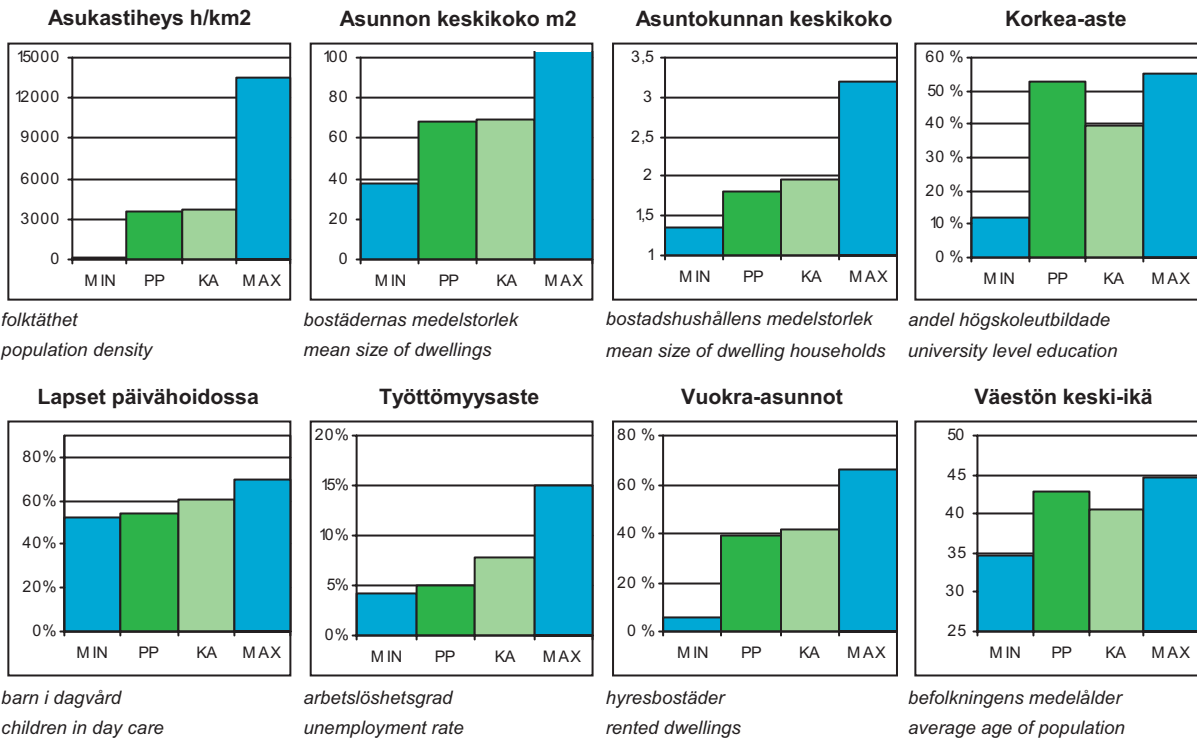 Asukastiheys h/km2
15000
12000
9000
6000
3000
0
MIN PP KA MAX
folktäthet
population density
Asunnon keskikoko m2
100
80
60
40
20
0
MIN PP KA MAX
bostädernas medelstorlek
mean size of dwellings
Asuntokunnan keskikoko
3,5
3
2,5
2
1,5
1
MIN PP KA MAX
bostadshushållens medelstorlek
mean size of dwelling households
Korkea-aste
60 %
50 %
40 %
30 %
20 %
10 %
0 %
MIN PP KA MAX
andel högskoleutbildade
university level education
Lapset päivähoidossa
80%
60%
40%
20%
0%
MIN PP KA MAX
barn i dagvård
children in day care
Työttömyysaste
20%
15%
10%
5%
0%
MIN PP KA MAX
arbetslöshetsgrad
unemployment rate
Vuokra-asunnot
80 %
60 %
40 %
20 %
0 %
MIN PP KA MAX
hyresbostäder
rented dwellings
Väestön keski-ikä
50
45
40
35
30
25
MIN PP KA MAX
befolkningens medelålder
average age of population